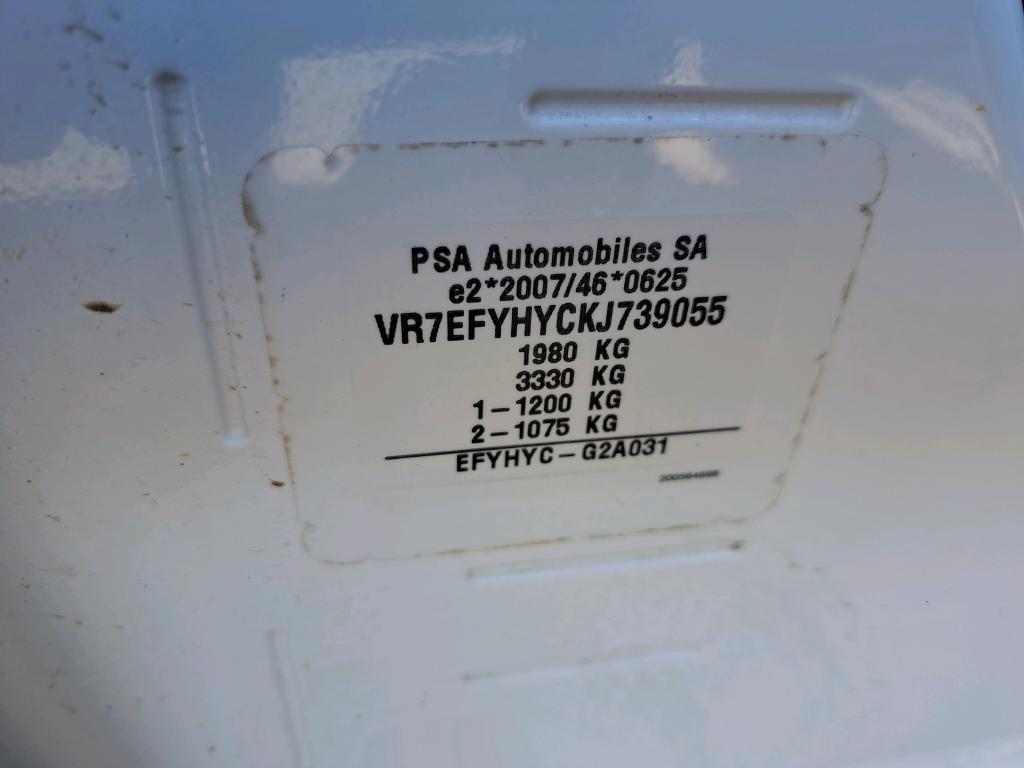 PSA Automobiles SA
e2*2007/46*0625
VR7EFYHYCKJ739055
1980 KG
3330 KG
1-1200 KG
2-1075 KG
EFYHYC-G2A031